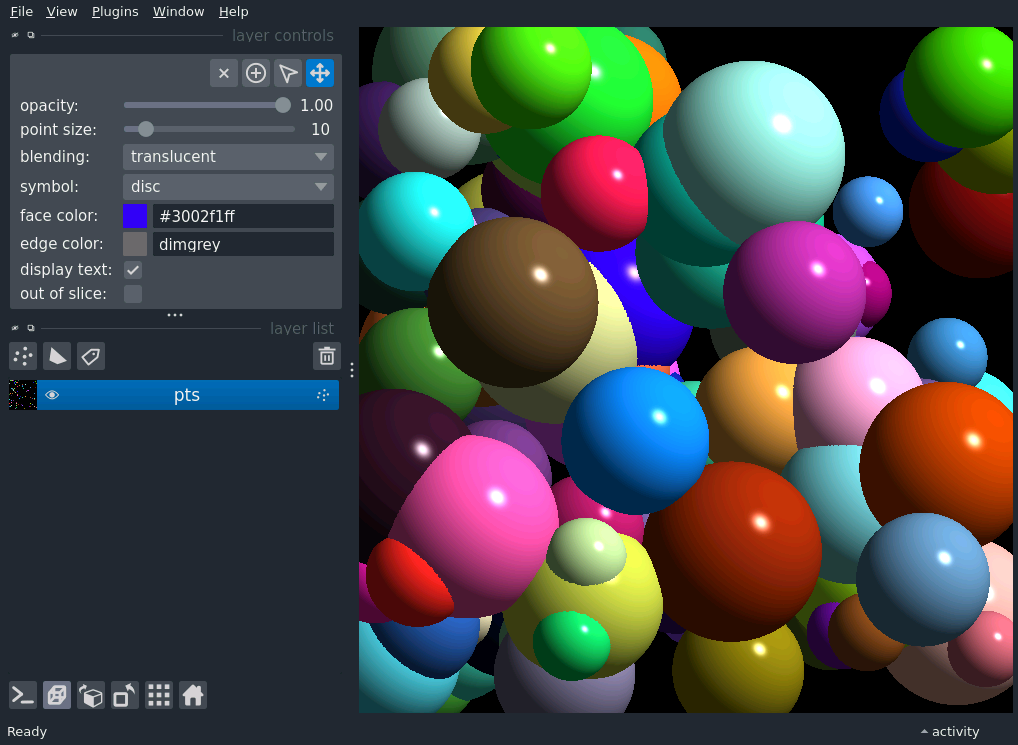 File View Plugins Window Help
layer controls
opacity: 1.00
point size: 10
blending: translucent
symbol: disc
face color: #3002f1ff
edge color: dimgrey
display text:
out of slice:
layer list
pts
Ready activity